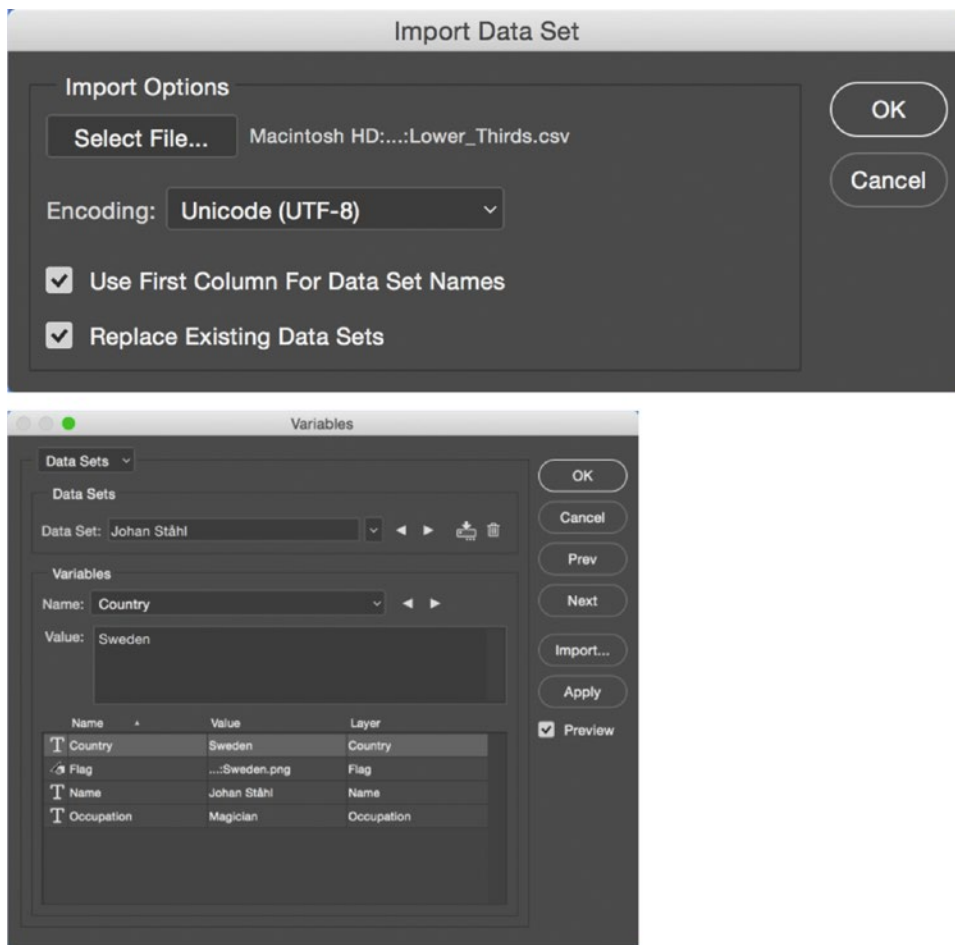 Import Data Set
Import Options
Select File... Macintosh HD:...:Lower_Thirds.csv
OK
Cancel
Encoding: Unicode (UTF-8)
Use First Column For Data Set Names
Replace Existing Data Sets
Variables
Data Sets
Data Sets
Data Set: Johan Ståhl
Variables
Name: Country
Value: Sweden
OK
Cancel
Prev
Next
Import...
Apply
Preview
Name Value Layer
T Country Sweden Country
Flag ...:Sweden.png Flag
T Name Johan Ståhl Name
T Occupation Magician Occupation